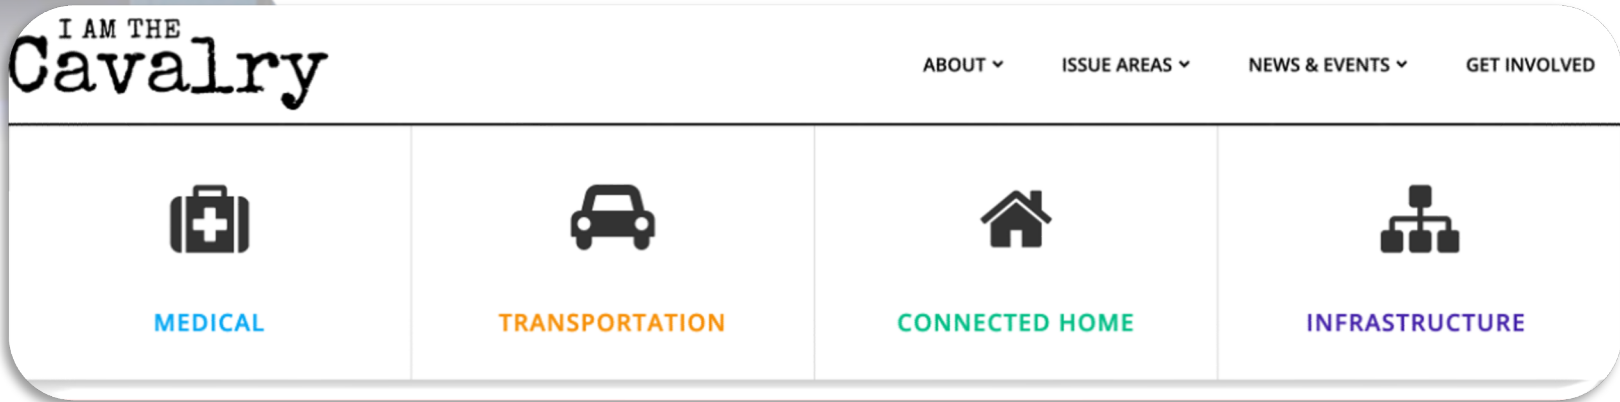 I AM THE
Cavalry
ABOUT ISSUE AREAS NEWS & EVENTS GET INVOLVED
MEDICAL TRANSPORTATION CONNECTED HOME INFRASTRUCTURE